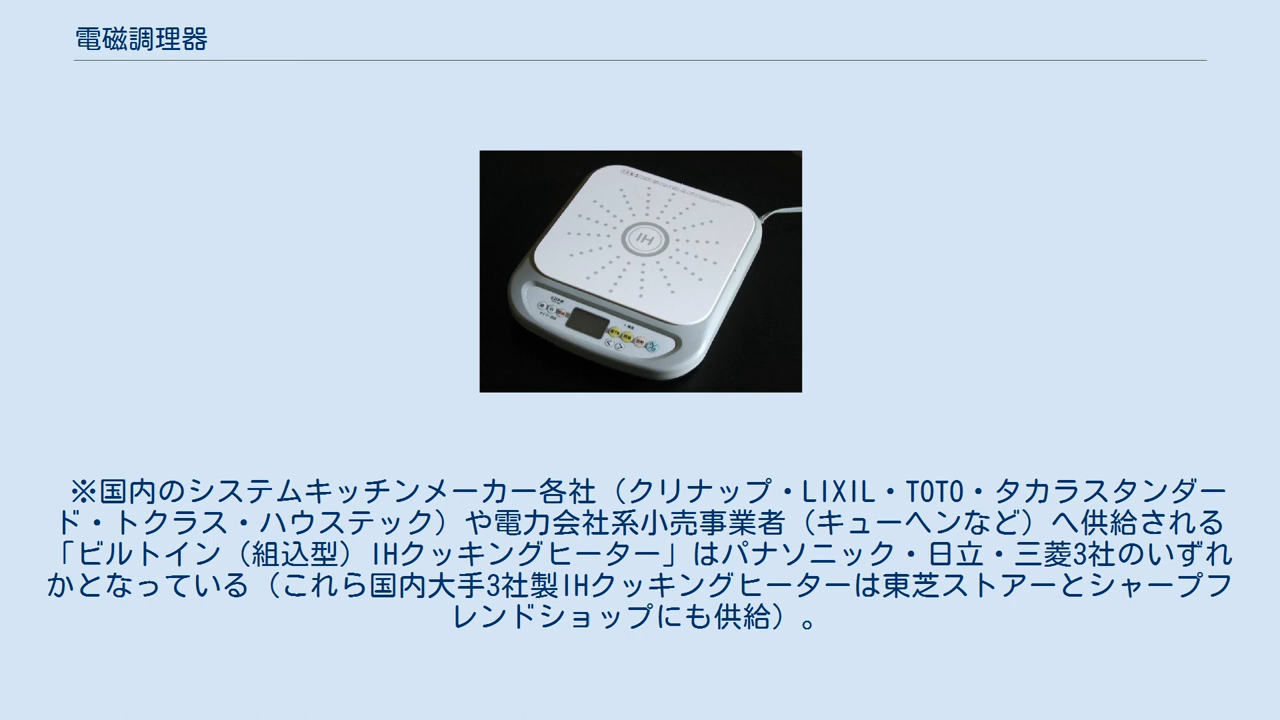 電磁調理器
IH
※国内のシステムキッチンメーカー各社（クリナップ・LIXIL・TOTO・タカラスタンダー
ド・トクラス・ハウステック）や電力会社系小売事業者（キューヘンなど）へ供給される
「ビルトイン（組込型）IHクッキングヒーター」はパナソニック・日立・三菱3社のいずれ
かとなっている（これら国内大手3社製IHクッキングヒーターは東芝ストアーとシャープフ
レンドショップにも供給）。